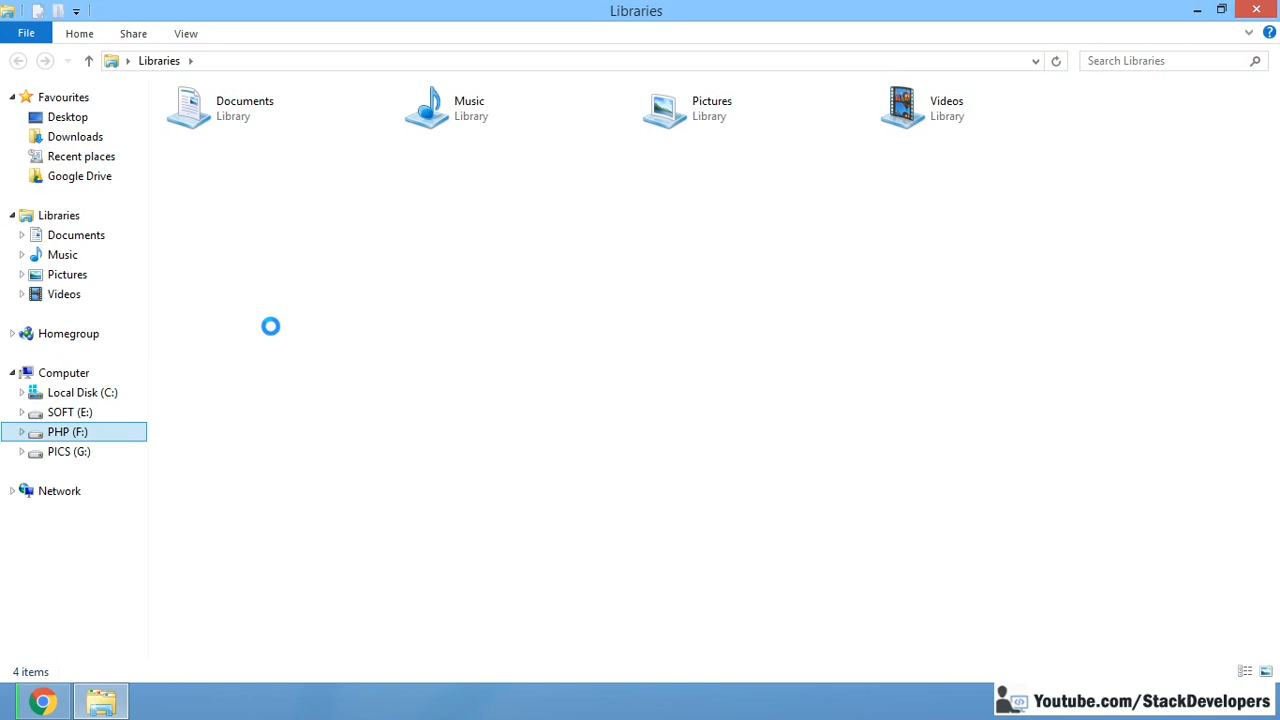 Libraries
File
Home
Share
View
Libraries
Search Libraries
Favourites
Desktop
Downloads
Recent places
Google Drive
Libraries
Documents
Music
Pictures
Videos
Homegroup
Computer
Local Disk (C:)
SOFT (E:)
PHP (F:)
PICS (G:)
Network
Documents
Library
Music
Library
Pictures
Library
Videos
Library
4 items
Youtube.com/StackDevelopers